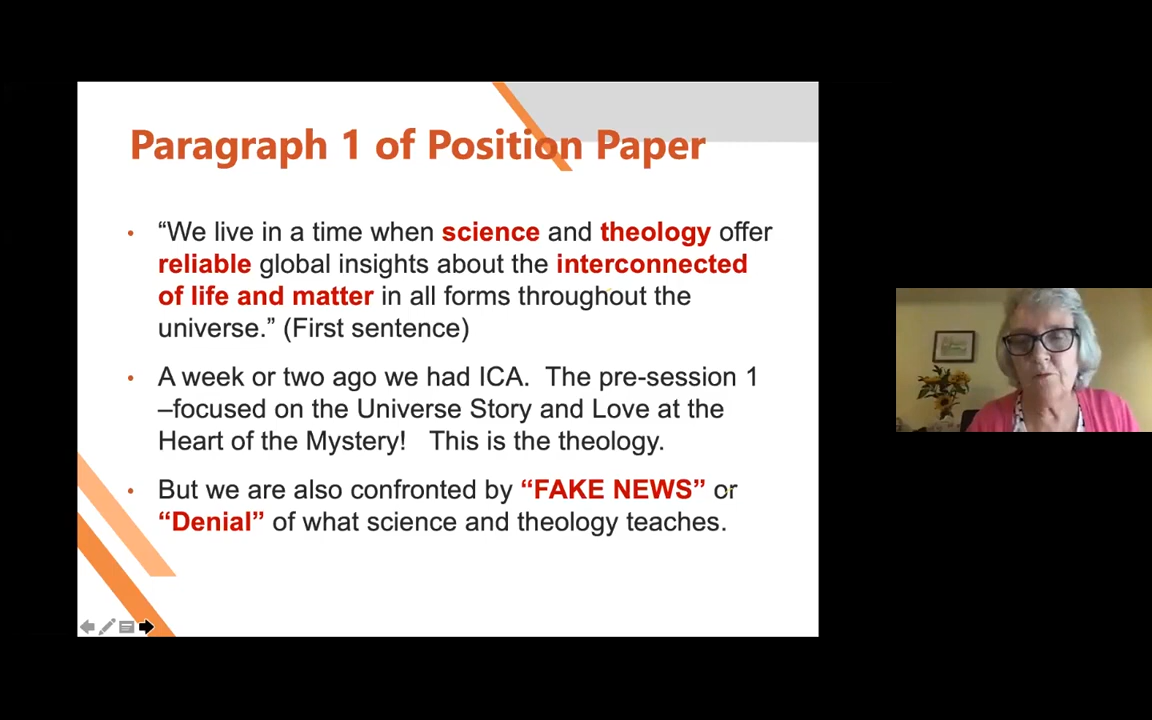 Paragraph 1 of Position Paper
• “We live in a time when science and theology offer
reliable global insights about the interconnected
of life and matter in all forms throughout the
universe.” (First sentence)
• A week or two ago we had ICA. The pre-session 1
–focused on the Universe Story and Love at the
Heart of the Mystery! This is the theology.
• But we are also confronted by “FAKE NEWS” or
“Denial” of what science and theology teaches.